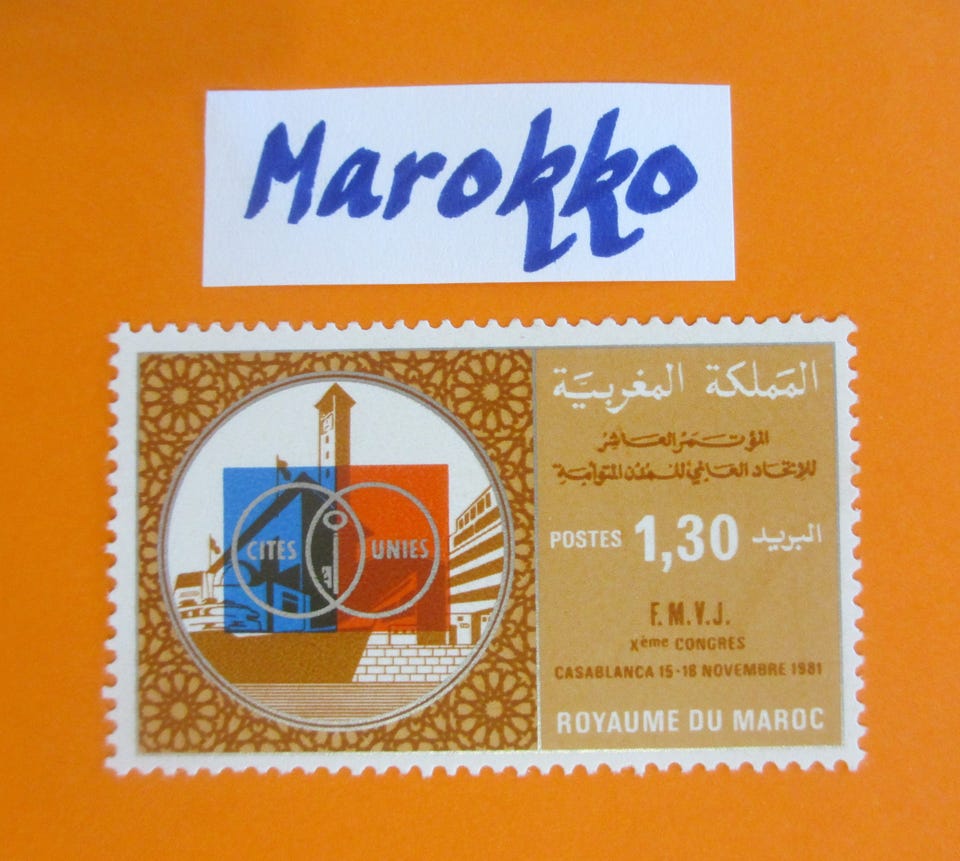 Marokko
المملكة المغربية
المؤتمر العاشر
للإتحاد العالمي للمدن المتوأمة
CITES UNIES
POSTES 1,30 البريد
F.M.V.J.
Xème CONGRES
CASABLANCA 15-18 NOVEMBRE 1981
ROYAUME DU MAROC